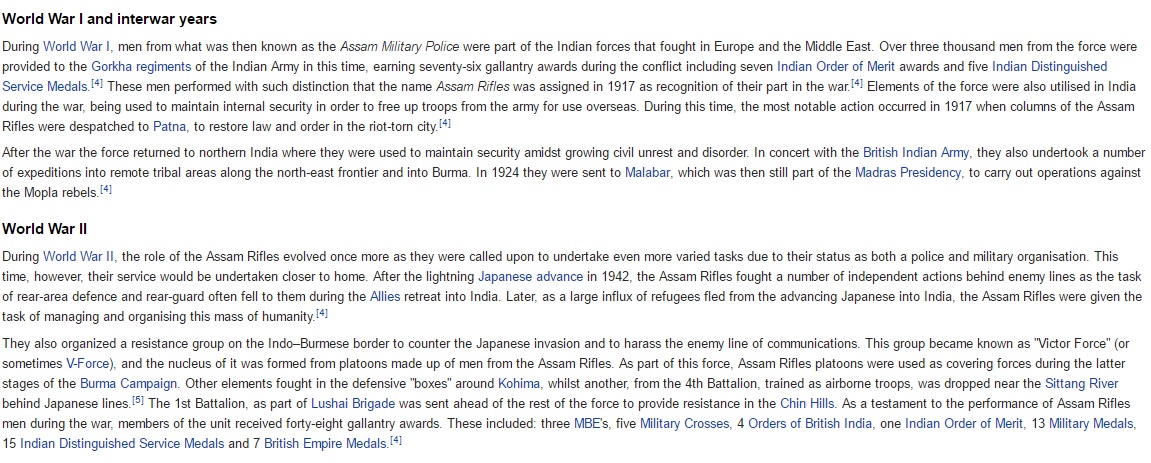 World War I and interwar years
During World War I, men from what was then known as the Assam Military Police were part of the Indian forces that fought in Europe and the Middle East. Over three thousand men from the force were
provided to the Gorkha regiments of the Indian Army in this time, earning seventy-six gallantry awards during the conflict including seven Indian Order of Merit awards and five Indian Distinguished
Service Medals.[4] These men performed with such distinction that the name Assam Rifles was assigned in 1917 as recognition of their part in the war.[4] Elements of the force were also utilised in India
during the war, being used to maintain internal security in order to free up troops from the army for use overseas. During this time, the most notable action occurred in 1917 when columns of the Assam
Rifles were despatched to Patna, to restore law and order in the riot-torn city.[4]
After the war the force returned to northern India where they were used to maintain security amidst growing civil unrest and disorder. In concert with the British Indian Army, they also undertook a number
of expeditions into remote tribal areas along the north-east frontier and into Burma. In 1924 they were sent to Malabar, which was then still part of the Madras Presidency, to carry out operations against
the Mopla rebels.[4]
World War II
During World War II, the role of the Assam Rifles evolved once more as they were called upon to undertake even more varied tasks due to their status as both a police and military organisation. This
time, however, their service would be undertaken closer to home. After the lightning Japanese advance in 1942, the Assam Rifles fought a number of independent actions behind enemy lines as the task
of rear-area defence and rear-guard often fell to them during the Allies retreat into India. Later, as a large influx of refugees fled from the advancing Japanese into India, the Assam Rifles were given the
task of managing and organising this mass of humanity.[4]
They also organized a resistance group on the Indo–Burmese border to counter the Japanese invasion and to harass the enemy line of communications. This group became known as "Victor Force" (or
sometimes V-Force), and the nucleus of it was formed from platoons made up of men from the Assam Rifles. As part of this force, Assam Rifles platoons were used as covering forces during the latter
stages of the Burma Campaign. Other elements fought in the defensive "boxes" around Kohima, whilst another, from the 4th Battalion, trained as airborne troops, was dropped near the Sittang River
behind Japanese lines.[5] The 1st Battalion, as part of Lushai Brigade was sent ahead of the rest of the force to provide resistance in the Chin Hills. As a testament to the performance of Assam Rifles
men during the war, members of the unit received forty-eight gallantry awards. These included: three MBE's, five Military Crosses, 4 Orders of British India, one Indian Order of Merit, 13 Military Medals,
15 Indian Distinguished Service Medals and 7 British Empire Medals.[4]